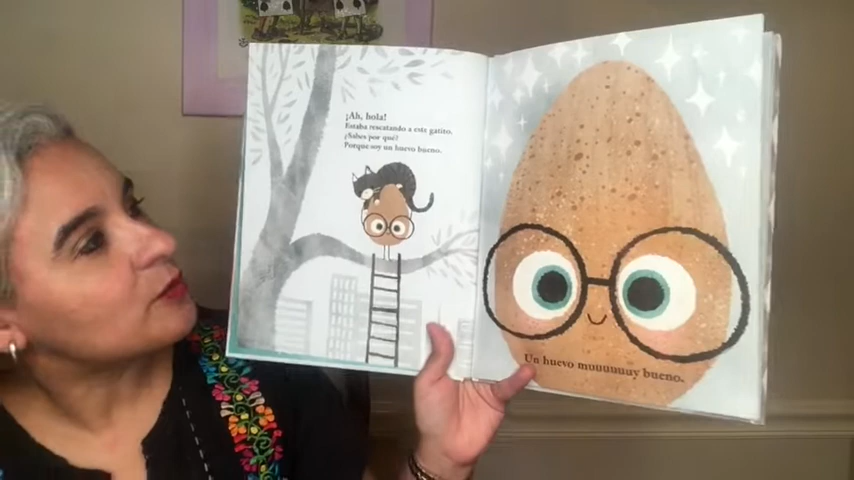 ¡Ah, hola!
Estaba rescatando a este gatito.
¿Sabes por qué?
Porque soy un huevo bueno.
Un huevo muuuuuuy bueno.